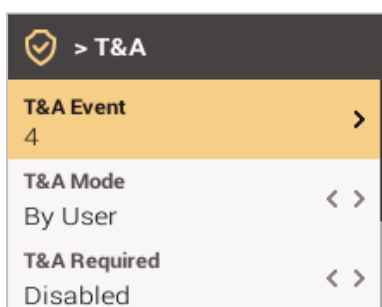 > T&A
T&A Event
4
T&A Mode
By User
T&A Required
Disabled